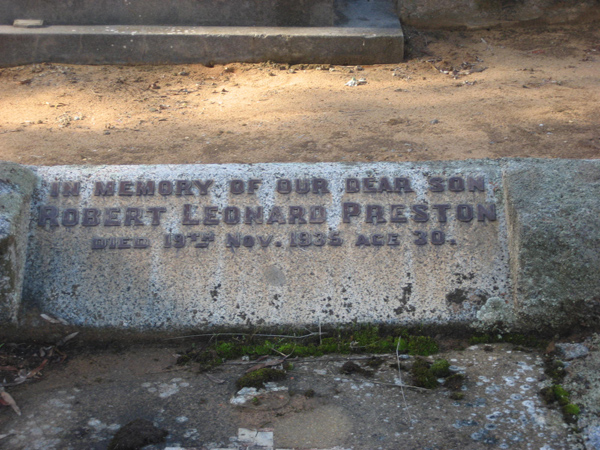 IN MEMORY OF OUR DEAR SON
ROBERT LEONARD PRESTON
DIED 19TH NOV. 1935 AGE 30.